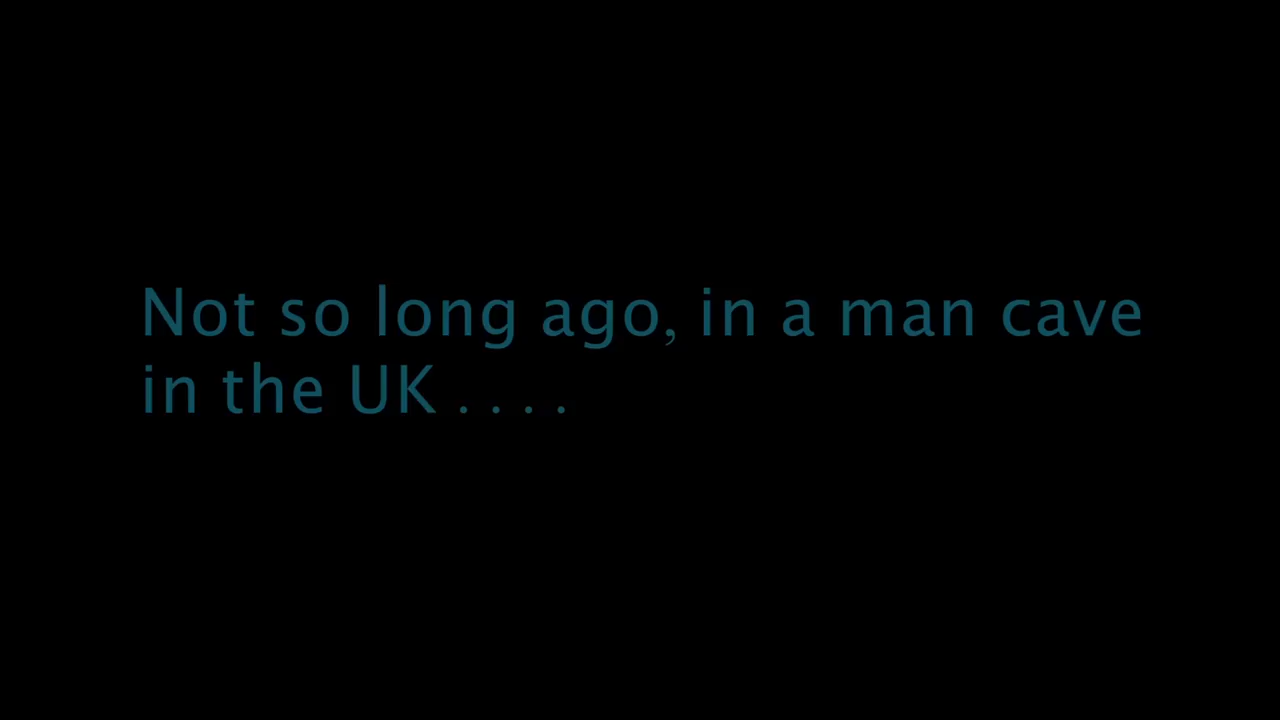 Not so long ago, in a man cave
in the UK . . . .